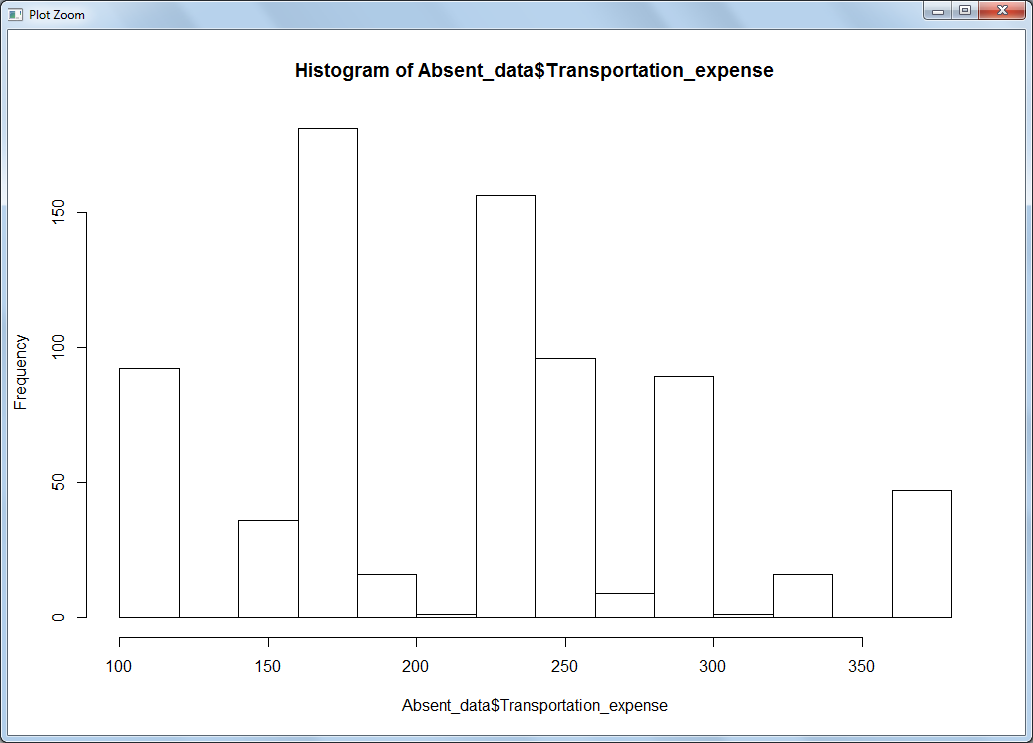 Plot Zoom
Histogram of Absent_data$Transportation_expense
Frequency
150
100
50
0
100 150 200 250 300 350
Absent_data$Transportation_expense